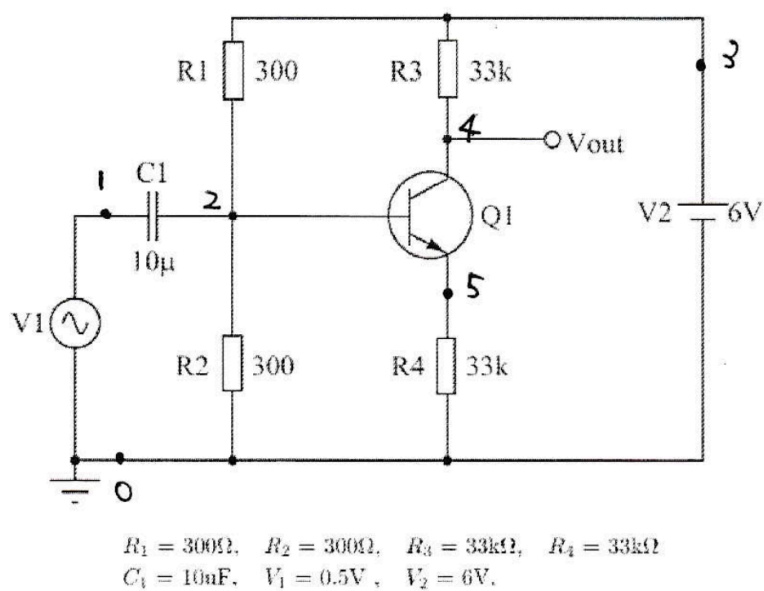 3
R1 300 R3 33k
4
Vout
C1
1
2
Q1
V2 6V
10µ
5
V1
R2 300 R4 33k
0
R₁ = 300Ω, R₂ = 300Ω, R₃ = 33kΩ, R₄ = 33kΩ
C₁ = 10uF, V₁ = 0.5V , V₂ = 6V.